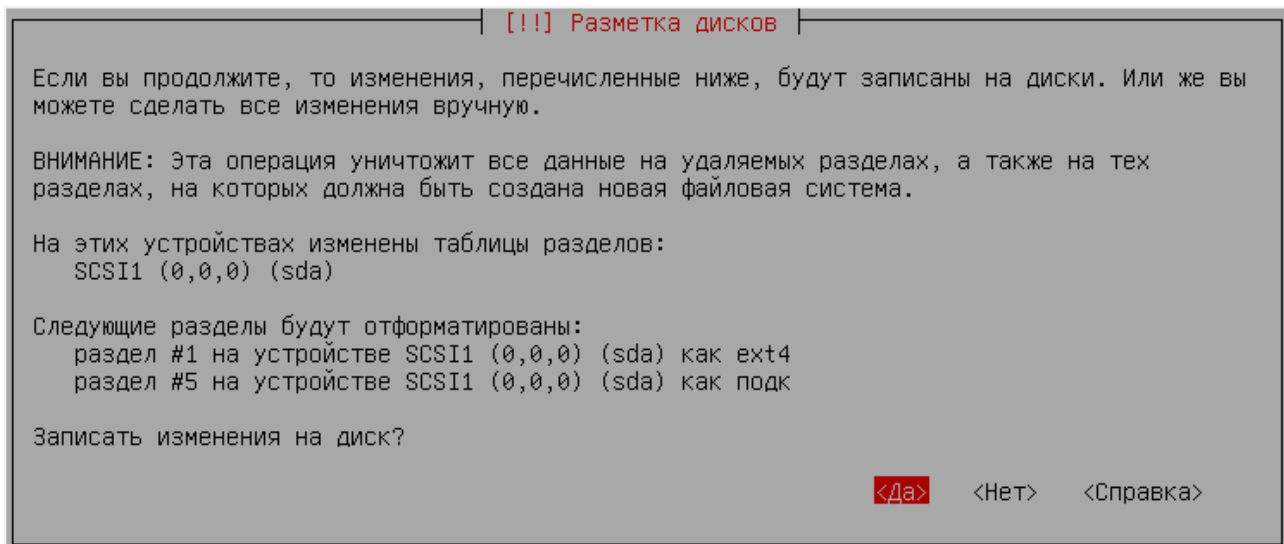 [!!] Разметка дисков
Если вы продолжите, то изменения, перечисленные ниже, будут записаны на диски. Или же вы
можете сделать все изменения вручную.
ВНИМАНИЕ: Эта операция уничтожит все данные на удаляемых разделах, а также на тех
разделах, на которых должна быть создана новая файловая система.
На этих устройствах изменены таблицы разделов:
SCSI1 (0,0,0) (sda)
Следующие разделы будут отформатированы:
раздел #1 на устройстве SCSI1 (0,0,0) (sda) как ext4
раздел #5 на устройстве SCSI1 (0,0,0) (sda) как подк
Записать изменения на диск?
<Да> <Нет> <Справка>